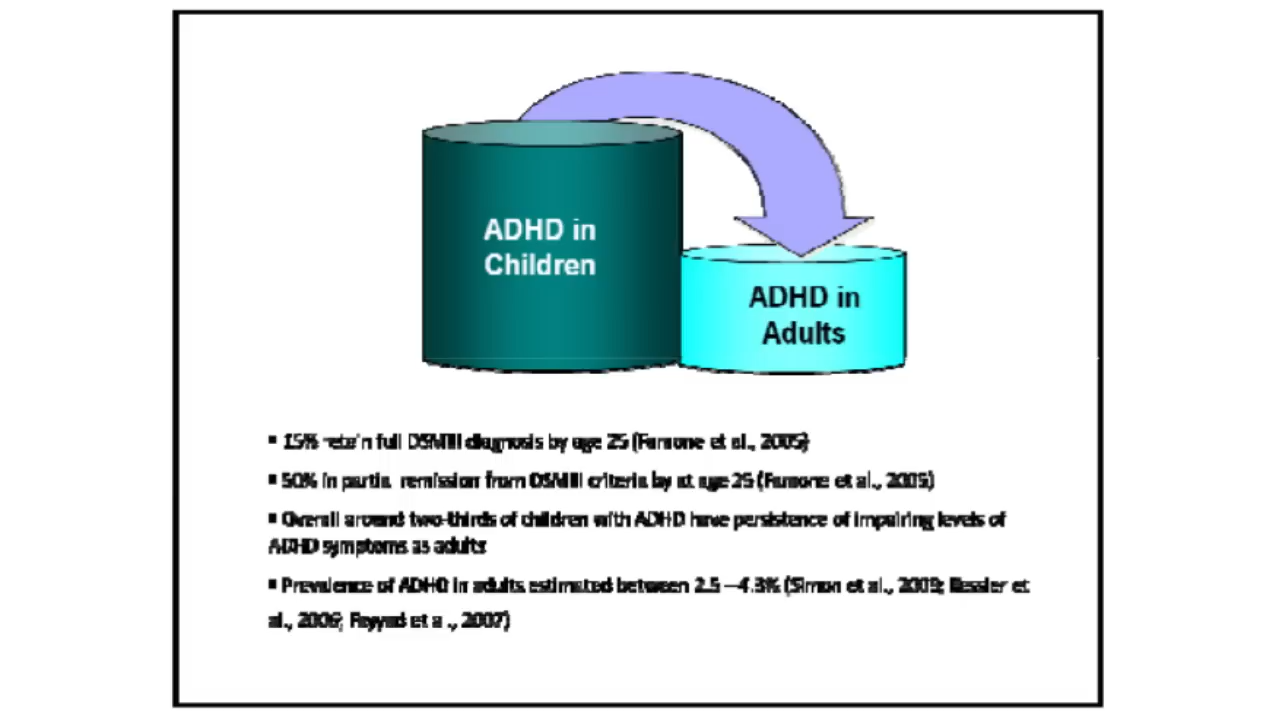 ADHD in
Children
ADHD in
Adults
▪ 15% retain full DSMIII diagnosis by age 25 (Faraone et al., 2005)
▪ 50% in partial remission from DSMIII criteria by at age 25 (Faraone et al., 2005)
▪ Overall around two-thirds of children with ADHD have persistence of impairing levels of
ADHD symptoms as adults
▪ Prevalence of ADHD in adults estimated between 2.5 – 4.3% (Simon et al., 2009; Kessler et
al., 2006; Fayyad et al., 2007)